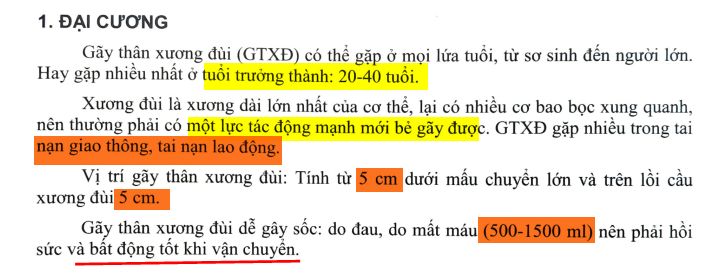 1. ĐẠI CƯƠNG
Gãy thân xương đùi (GTXĐ) có thể gặp ở mọi lứa tuổi, từ sơ sinh đến người lớn.
Hay gặp nhiều nhất ở tuổi trưởng thành: 20-40 tuổi.
Xương đùi là xương dài lớn nhất của cơ thể, lại có nhiều cơ bao bọc xung quanh,
nên thường phải có một lực tác động mạnh mới bẻ gãy được. GTXĐ gặp nhiều trong tai
nạn giao thông, tai nạn lao động.
Vị trí gãy thân xương đùi: Tính từ 5 cm dưới mấu chuyển lớn và trên lồi cầu
xương đùi 5 cm.
Gãy thân xương đùi dễ gây sốc: do đau, do mất máu (500-1500 ml) nên phải hồi
sức và bất động tốt khi vận chuyển.